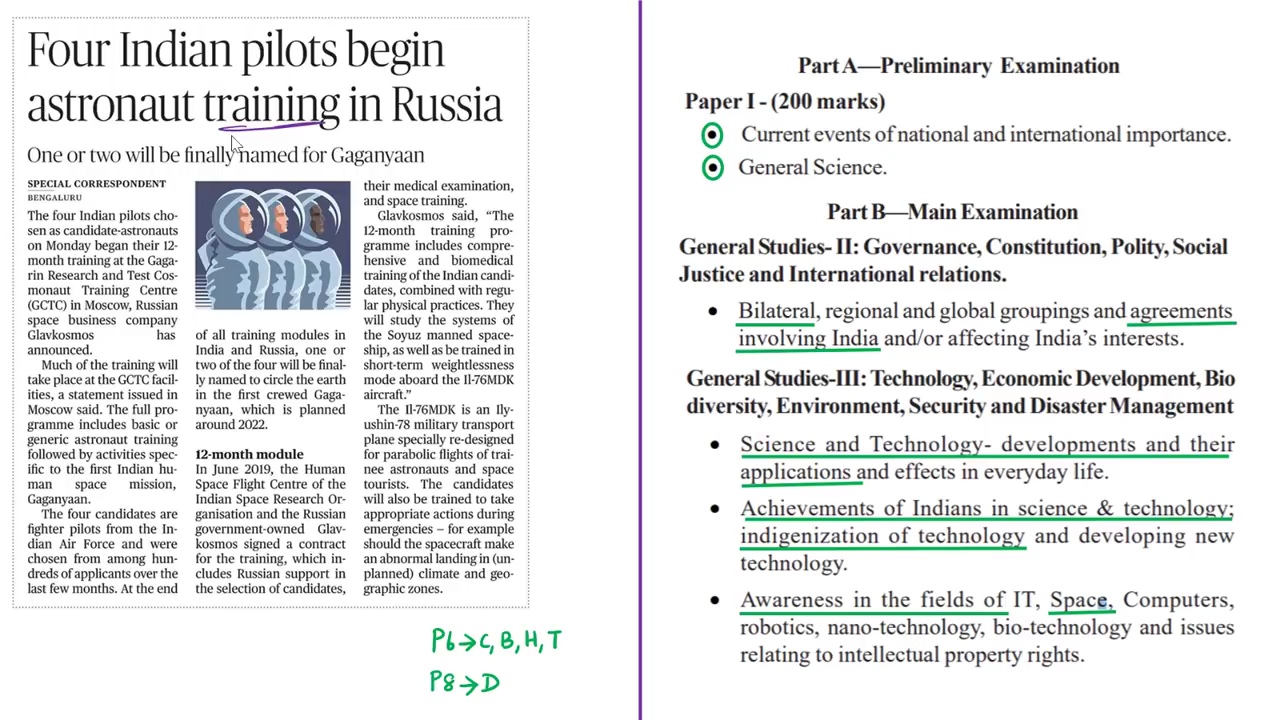 Four Indian pilots begin
astronaut training in Russia
One or two will be finally named for Gaganyaan
SPECIAL CORRESPONDENT
BENGALURU
The four Indian pilots cho-
sen as candidate-astronauts
on Monday began their 12-
month training at the Gaga-
rin Research and Test Cos-
monaut Training Centre
(GCTC) in Moscow, Russian
space business company
Glavkosmos has
announced.
Much of the training will
take place at the GCTC facil-
ities, a statement issued in
Moscow said. The full pro-
gramme includes basic or
generic astronaut training
followed by activities spec-
ific to the first Indian hu-
man space mission,
Gaganyaan.
The four candidates are
fighter pilots from the In-
dian Air Force and were
chosen from among hun-
dreds of applicants over the
last few months. At the end
of all training modules in
India and Russia, one or
two of the four will be final-
ly named to circle the earth
in the first crewed Gaga-
nyaan, which is planned
around 2022.
12-month module
In June 2019, the Human
Space Flight Centre of the
Indian Space Research Or-
ganisation and the Russian
government-owned Glav-
kosmos signed a contract
for the training, which in-
cludes Russian support in
the selection of candidates,
their medical examination,
and space training.
Glavkosmos said, “The
12-month training pro-
gramme includes compre-
hensive and biomedical
training of the Indian candi-
dates, combined with regu-
lar physical practices. They
will study the systems of
the Soyuz manned space-
ship, as well as be trained in
short-term weightlessness
mode aboard the Il-76MDK
aircraft.”
The Il-76MDK is an Ily-
ushin-78 military transport
plane specially re-designed
for parabolic flights of trai-
nee astronauts and space
tourists. The candidates
will also be trained to take
appropriate actions during
emergencies – for example
should the spacecraft make
an abnormal landing in (un-
planned) climate and geo-
graphic zones.
P6→C, B, H, T
P8→D
Part A—Preliminary Examination
Paper I - (200 marks)
• Current events of national and international importance.
• General Science.
Part B—Main Examination
General Studies- II: Governance, Constitution, Polity, Social
Justice and International relations.
• Bilateral, regional and global groupings and agreements
involving India and/or affecting India’s interests.
General Studies-III: Technology, Economic Development, Bio
diversity, Environment, Security and Disaster Management
• Science and Technology- developments and their
applications and effects in everyday life.
• Achievements of Indians in science & technology;
indigenization of technology and developing new
technology.
• Awareness in the fields of IT, Space, Computers,
robotics, nano-technology, bio-technology and issues
relating to intellectual property rights.